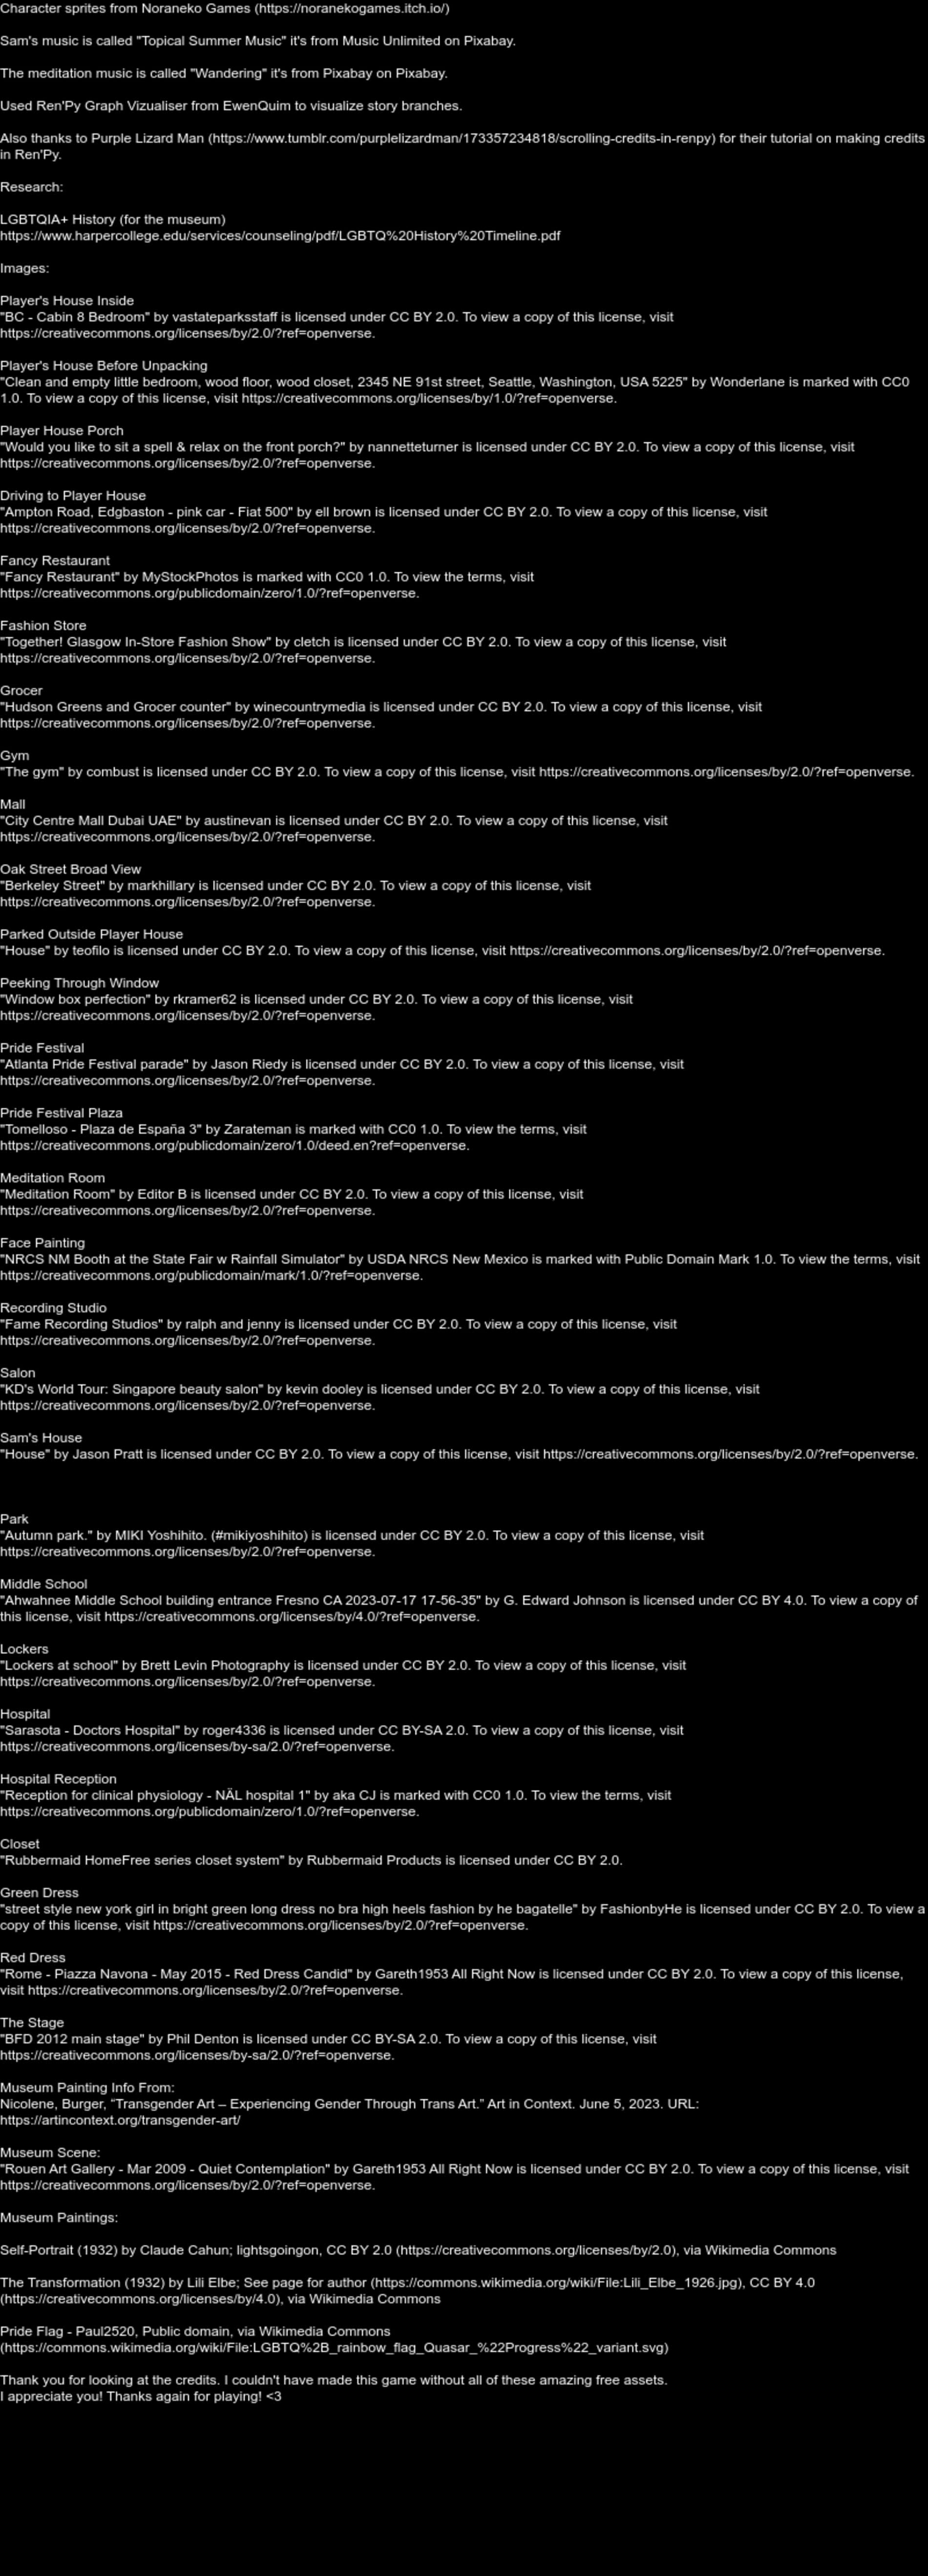 Character sprites from Noraneko Games (https://noranekogames.itch.io/)
Sam's music is called "Topical Summer Music" it's from Music Unlimited on Pixabay.
The meditation music is called "Wandering" it's from Pixabay on Pixabay.
Used Ren'Py Graph Vizualiser from EwenQuim to visualize story branches.
Also thanks to Purple Lizard Man (https://www.tumblr.com/purplelizardman/173357234818/scrolling-credits-in-renpy) for their tutorial on making credits
in Ren'Py.
Research:
LGBTQIA+ History (for the museum)
https://www.harpercollege.edu/services/counseling/pdf/LGBTQ%20History%20Timeline.pdf
Images:
Player's House Inside
"BC - Cabin 8 Bedroom" by vastateparksstaff is licensed under CC BY 2.0. To view a copy of this license, visit
https://creativecommons.org/licenses/by/2.0/?ref=openverse.
Player's House Before Unpacking
"Clean and empty little bedroom, wood floor, wood closet, 2345 NE 91st street, Seattle, Washington, USA 5225" by Wonderlane is marked with CC0
1.0. To view a copy of this license, visit https://creativecommons.org/licenses/by/1.0/?ref=openverse.
Player House Porch
"Would you like to sit a spell & relax on the front porch?" by nannetteturner is licensed under CC BY 2.0. To view a copy of this license, visit
https://creativecommons.org/licenses/by/2.0/?ref=openverse.
Driving to Player House
"Ampton Road, Edgbaston - pink car - Fiat 500" by ell brown is licensed under CC BY 2.0. To view a copy of this license, visit
https://creativecommons.org/licenses/by/2.0/?ref=openverse.
Fancy Restaurant
"Fancy Restaurant" by MyStockPhotos is marked with CC0 1.0. To view the terms, visit
https://creativecommons.org/publicdomain/zero/1.0/?ref=openverse.
Fashion Store
"Together! Glasgow In-Store Fashion Show" by cletch is licensed under CC BY 2.0. To view a copy of this license, visit
https://creativecommons.org/licenses/by/2.0/?ref=openverse.
Grocer
"Hudson Greens and Grocer counter" by winecountrymedia is licensed under CC BY 2.0. To view a copy of this license, visit
https://creativecommons.org/licenses/by/2.0/?ref=openverse.
Gym
"The gym" by combust is licensed under CC BY 2.0. To view a copy of this license, visit https://creativecommons.org/licenses/by/2.0/?ref=openverse.
Mall
"City Centre Mall Dubai UAE" by austinevan is licensed under CC BY 2.0. To view a copy of this license, visit
https://creativecommons.org/licenses/by/2.0/?ref=openverse.
Oak Street Broad View
"Berkeley Street" by markhillary is licensed under CC BY 2.0. To view a copy of this license, visit
https://creativecommons.org/licenses/by/2.0/?ref=openverse.
Parked Outside Player House
"House" by teofilo is licensed under CC BY 2.0. To view a copy of this license, visit https://creativecommons.org/licenses/by/2.0/?ref=openverse.
Peeking Through Window
"Window box perfection" by rkramer62 is licensed under CC BY 2.0. To view a copy of this license, visit
https://creativecommons.org/licenses/by/2.0/?ref=openverse.
Pride Festival
"Atlanta Pride Festival parade" by Jason Riedy is licensed under CC BY 2.0. To view a copy of this license, visit
https://creativecommons.org/licenses/by/2.0/?ref=openverse.
Pride Festival Plaza
"Tomelloso - Plaza de España 3" by Zarateman is marked with CC0 1.0. To view the terms, visit
https://creativecommons.org/publicdomain/zero/1.0/deed.en?ref=openverse.
Meditation Room
"Meditation Room" by Editor B is licensed under CC BY 2.0. To view a copy of this license, visit
https://creativecommons.org/licenses/by/2.0/?ref=openverse.
Face Painting
"NRCS NM Booth at the State Fair w Rainfall Simulator" by USDA NRCS New Mexico is marked with Public Domain Mark 1.0. To view the terms, visit
https://creativecommons.org/publicdomain/mark/1.0/?ref=openverse.
Recording Studio
"Fame Recording Studios" by ralph and jenny is licensed under CC BY 2.0. To view a copy of this license, visit
https://creativecommons.org/licenses/by/2.0/?ref=openverse.
Salon
"KD's World Tour: Singapore beauty salon" by kevin dooley is licensed under CC BY 2.0. To view a copy of this license, visit
https://creativecommons.org/licenses/by/2.0/?ref=openverse.
Sam's House
"House" by Jason Pratt is licensed under CC BY 2.0. To view a copy of this license, visit https://creativecommons.org/licenses/by/2.0/?ref=openverse.
Park
"Autumn park." by MIKI Yoshihito. (#mikiyoshihito) is licensed under CC BY 2.0. To view a copy of this license, visit
https://creativecommons.org/licenses/by/2.0/?ref=openverse.
Middle School
"Ahwahnee Middle School building entrance Fresno CA 2023-07-17 17-56-35" by G. Edward Johnson is licensed under CC BY 4.0. To view a copy of
this license, visit https://creativecommons.org/licenses/by/4.0/?ref=openverse.
Lockers
"Lockers at school" by Brett Levin Photography is licensed under CC BY 2.0. To view a copy of this license, visit
https://creativecommons.org/licenses/by/2.0/?ref=openverse.
Hospital
"Sarasota - Doctors Hospital" by roger4336 is licensed under CC BY-SA 2.0. To view a copy of this license, visit
https://creativecommons.org/licenses/by-sa/2.0/?ref=openverse.
Hospital Reception
"Reception for clinical physiology - NÄL hospital 1" by aka CJ is marked with CC0 1.0. To view the terms, visit
https://creativecommons.org/publicdomain/zero/1.0/?ref=openverse.
Closet
"Rubbermaid HomeFree series closet system" by Rubbermaid Products is licensed under CC BY 2.0.
Green Dress
"street style new york girl in bright green long dress no bra high heels fashion by he bagatelle" by FashionbyHe is licensed under CC BY 2.0. To view a
copy of this license, visit https://creativecommons.org/licenses/by/2.0/?ref=openverse.
Red Dress
"Rome - Piazza Navona - May 2015 - Red Dress Candid" by Gareth1953 All Right Now is licensed under CC BY 2.0. To view a copy of this license,
visit https://creativecommons.org/licenses/by/2.0/?ref=openverse.
The Stage
"BFD 2012 main stage" by Phil Denton is licensed under CC BY-SA 2.0. To view a copy of this license, visit
https://creativecommons.org/licenses/by-sa/2.0/?ref=openverse.
Museum Painting Info From:
Nicolene, Burger, “Transgender Art – Experiencing Gender Through Trans Art.” Art in Context. June 5, 2023. URL:
https://artincontext.org/transgender-art/
Museum Scene:
"Rouen Art Gallery - Mar 2009 - Quiet Contemplation" by Gareth1953 All Right Now is licensed under CC BY 2.0. To view a copy of this license, visit
https://creativecommons.org/licenses/by/2.0/?ref=openverse.
Museum Paintings:
Self-Portrait (1932) by Claude Cahun; lightsgoingon, CC BY 2.0 (https://creativecommons.org/licenses/by/2.0), via Wikimedia Commons
The Transformation (1932) by Lili Elbe; See page for author (https://commons.wikimedia.org/wiki/File:Lili_Elbe_1926.jpg), CC BY 4.0
(https://creativecommons.org/licenses/by/4.0), via Wikimedia Commons
Pride Flag - Paul2520, Public domain, via Wikimedia Commons
(https://commons.wikimedia.org/wiki/File:LGBTQ%2B_rainbow_flag_Quasar_%22Progress%22_variant.svg)
Thank you for looking at the credits. I couldn't have made this game without all of these amazing free assets.
I appreciate you! Thanks again for playing! <3